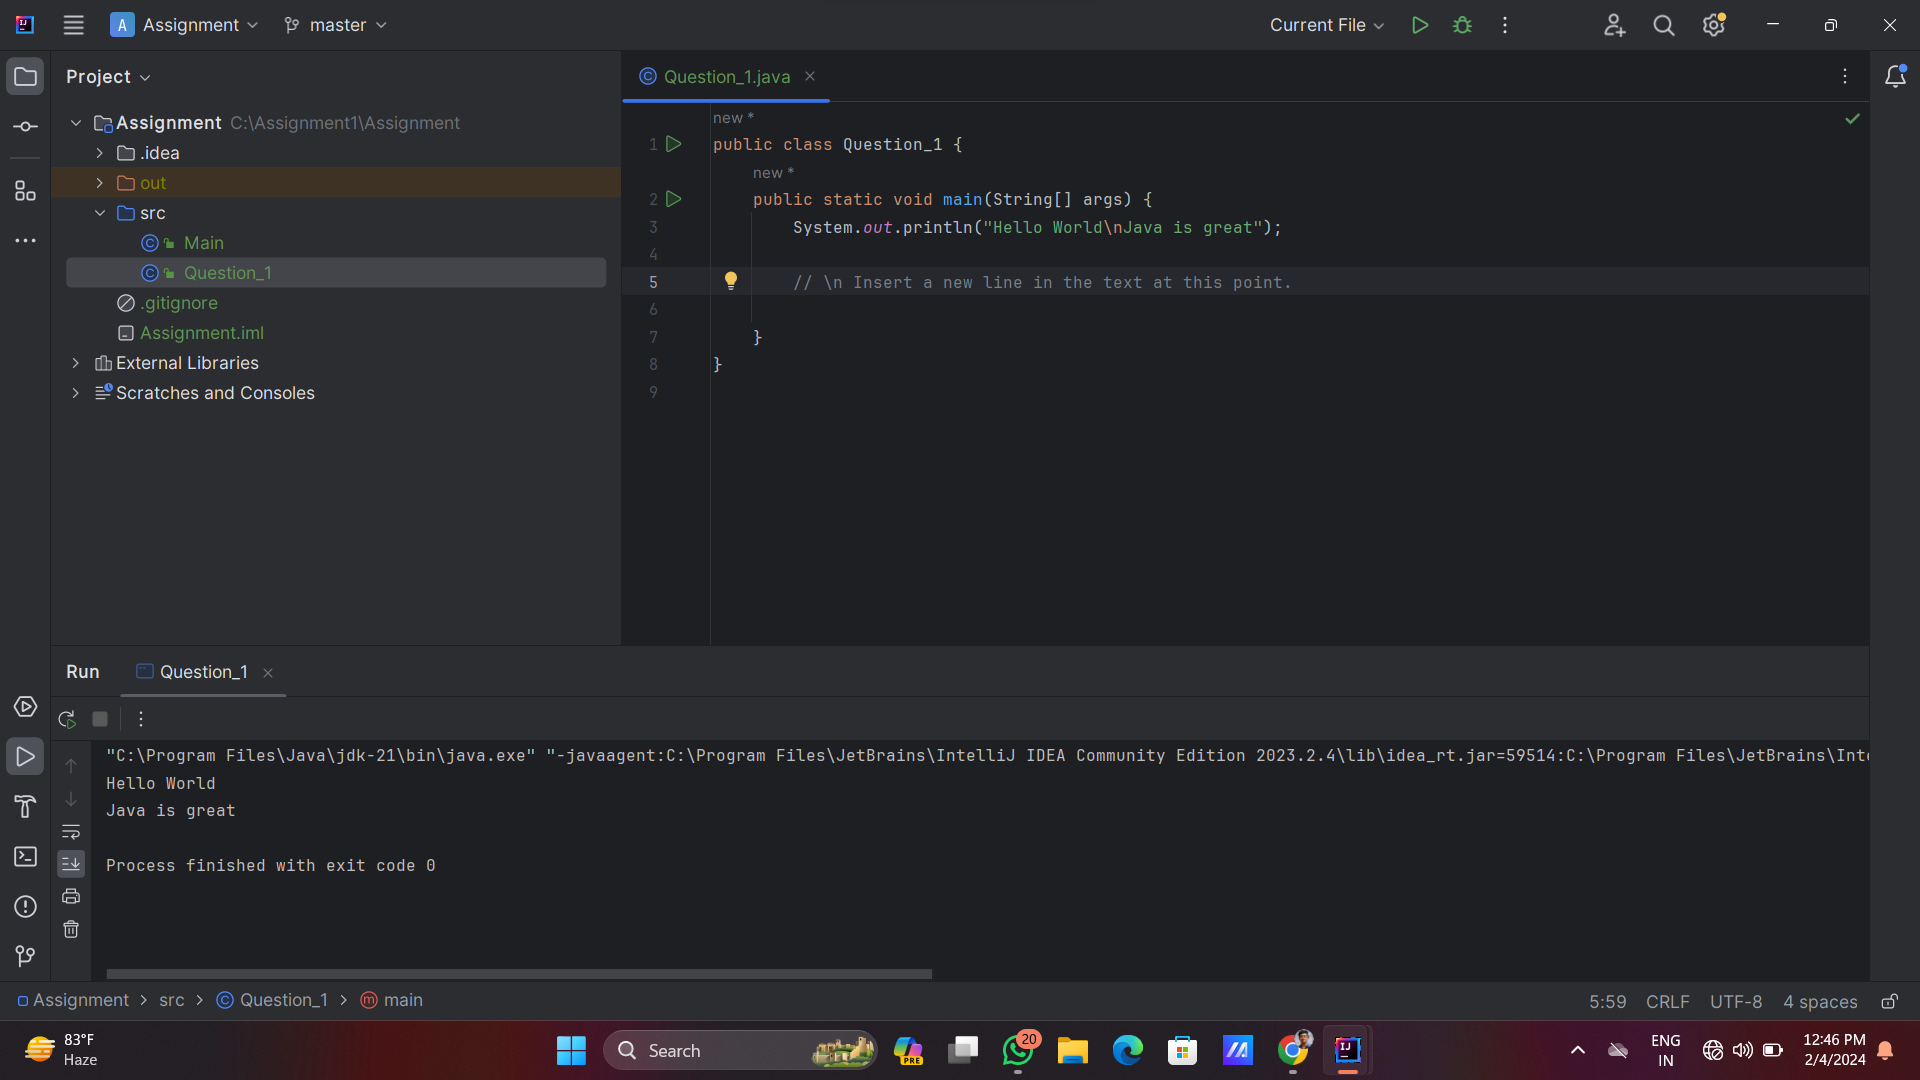 Assignment
master
Current File
Project
Question_1.java
Assignment C:\Assignment1\Assignment
.idea
out
src
Main
Question_1
.gitignore
Assignment.iml
External Libraries
Scratches and Consoles
new *
1 public class Question_1 {
new *
2 public static void main(String[] args) {
3 System.out.println("Hello World\nJava is great");
4
5 // \n Insert a new line in the text at this point.
6
7 }
8 }
9
Run Question_1
"C:\Program Files\Java\jdk-21\bin\java.exe" "-javaagent:C:\Program Files\JetBrains\IntelliJ IDEA Community Edition 2023.2.4\lib\idea_rt.jar=59514:C:\Program Files\JetBrains\Inte
Hello World
Java is great
Process finished with exit code 0
Assignment > src > Question_1 > main
5:59 CRLF UTF-8 4 spaces
83°F
Haze
Search
PRE
20
ENG
IN
12:46 PM
2/4/2024